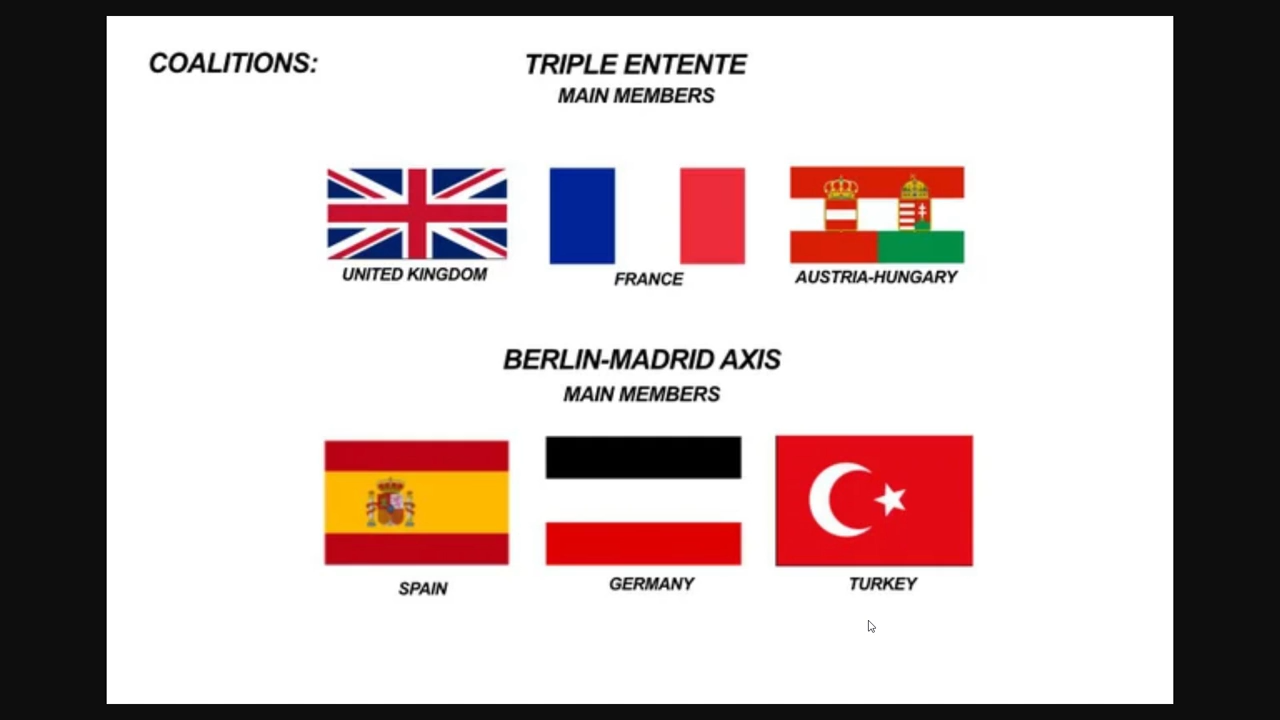 COALITIONS:
TRIPLE ENTENTE
MAIN MEMBERS
UNITED KINGDOM
FRANCE
AUSTRIA-HUNGARY
BERLIN-MADRID AXIS
MAIN MEMBERS
SPAIN
GERMANY
TURKEY